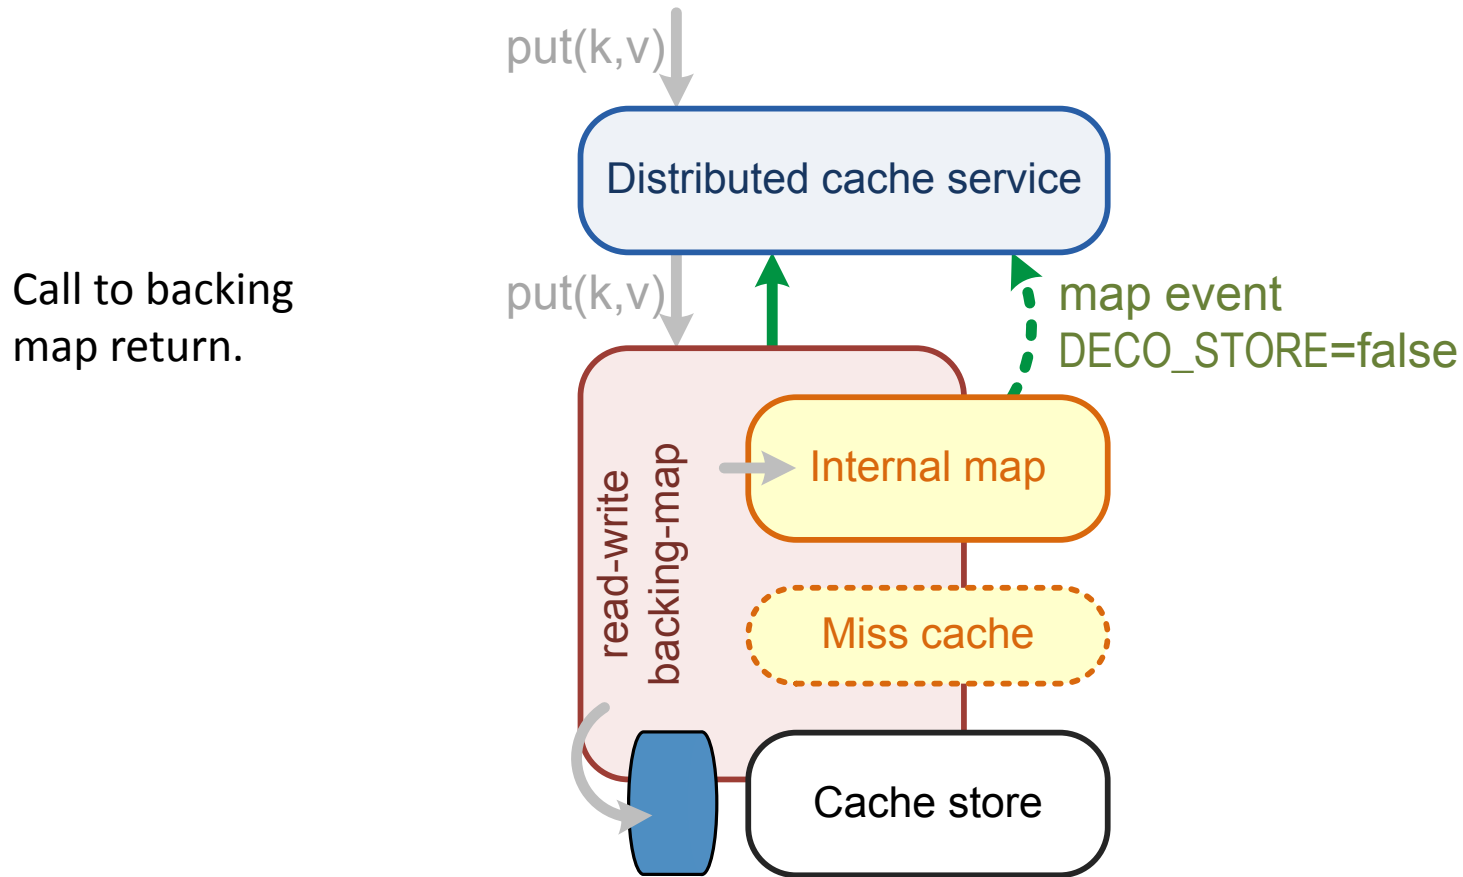 put(k,v)
Distributed cache service
Call to backing
map return.
put(k,v)
map event
DECO_STORE=false
read-write
backing-map
Internal map
Miss cache
Cache store